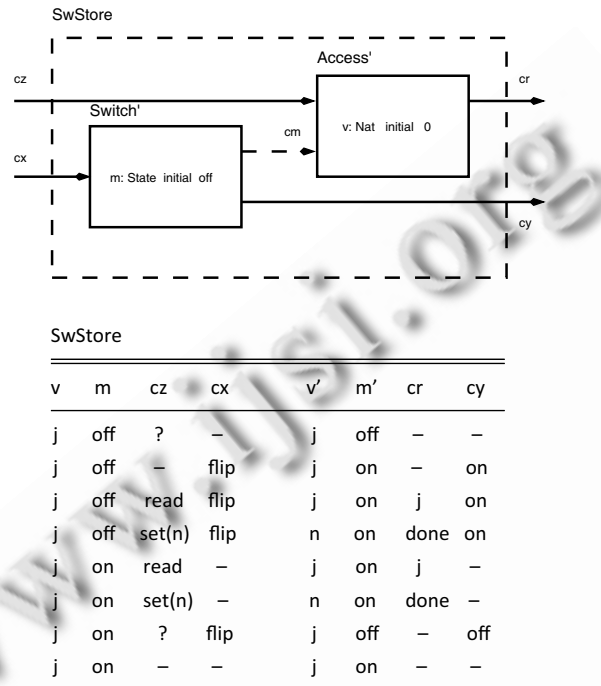 SwStore
Access'
cz
cr
Switch'
cm
v: Nat initial 0
cx
m: State initial off
cy
SwStore
v m cz cx v' m' cr cy
j off ? – j off – –
j off – flip j on – on
j off read flip j on j on
j off set(n) flip n on done on
j on read – j on j –
j on set(n) – n on done –
j on ? flip j off – off
j on – – j on – –
www.ijsi.org